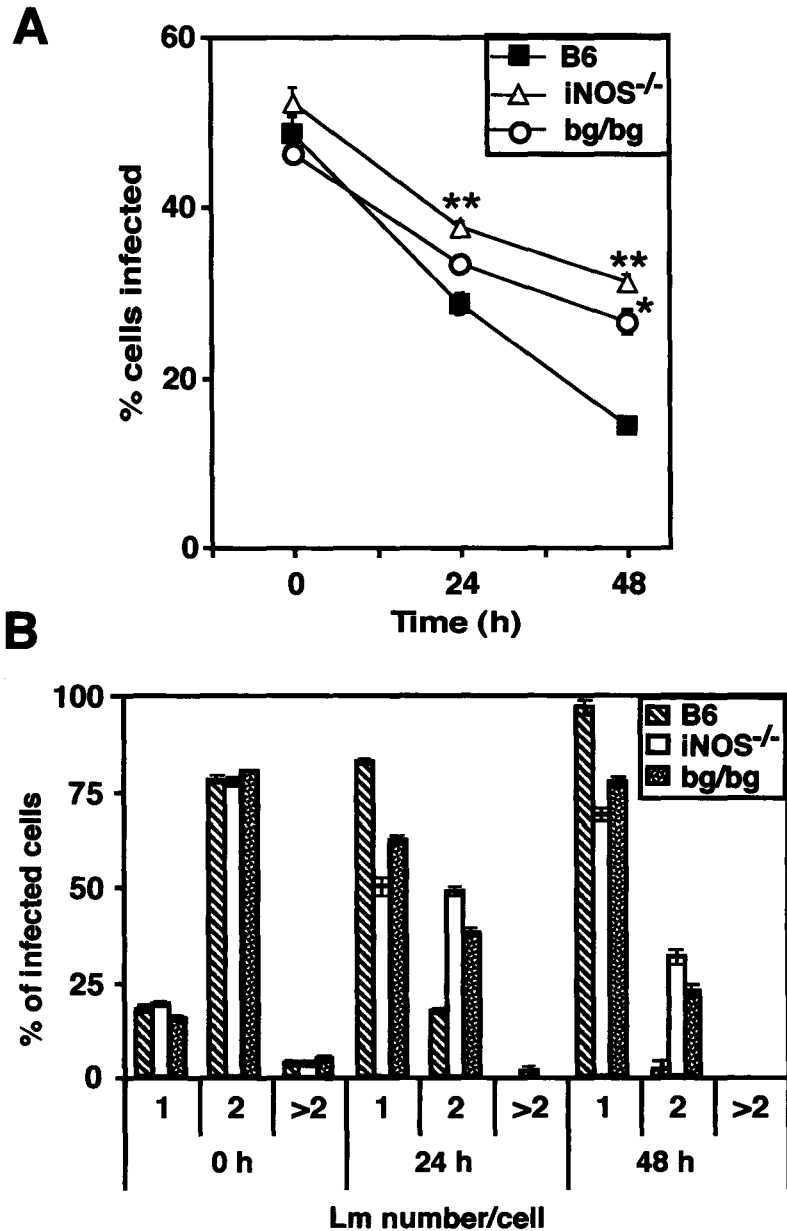 A
60
40
20
0
% cells infected
B6
iNOS-/-
bg/bg
**
**
*
0 24 48
Time (h)
B
100
75
50
25
0
% of infected cells
B6
iNOS-/-
bg/bg
1 2 >2 1 2 >2 1 2 >2
0 h 24 h 48 h
Lm number/cell